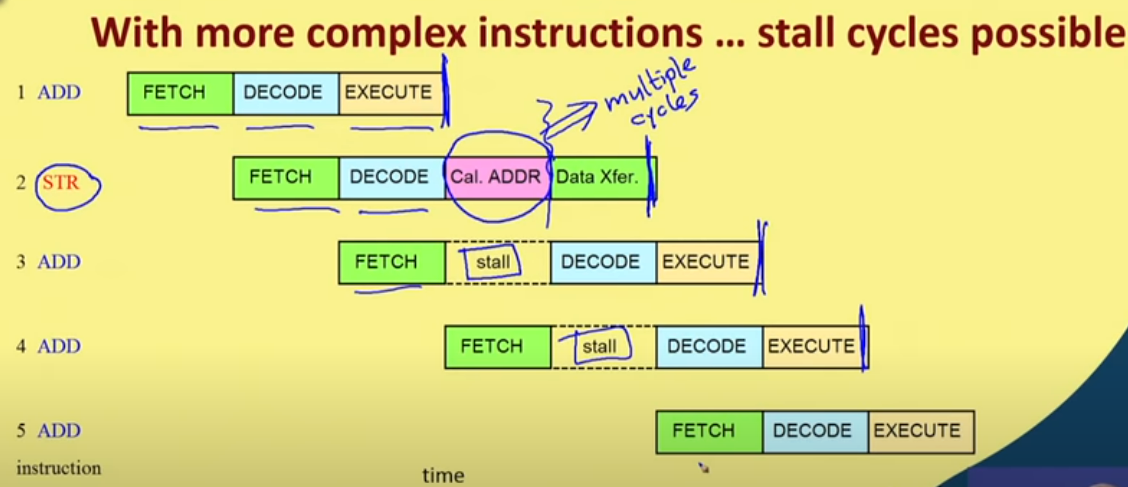 With more complex instructions ... stall cycles possible
1 ADD FETCH DECODE EXECUTE
multiple
cycles
2 STR FETCH DECODE Cal. ADDR Data Xfer.
3 ADD FETCH stall DECODE EXECUTE
4 ADD FETCH stall DECODE EXECUTE
5 ADD FETCH DECODE EXECUTE
instruction
time